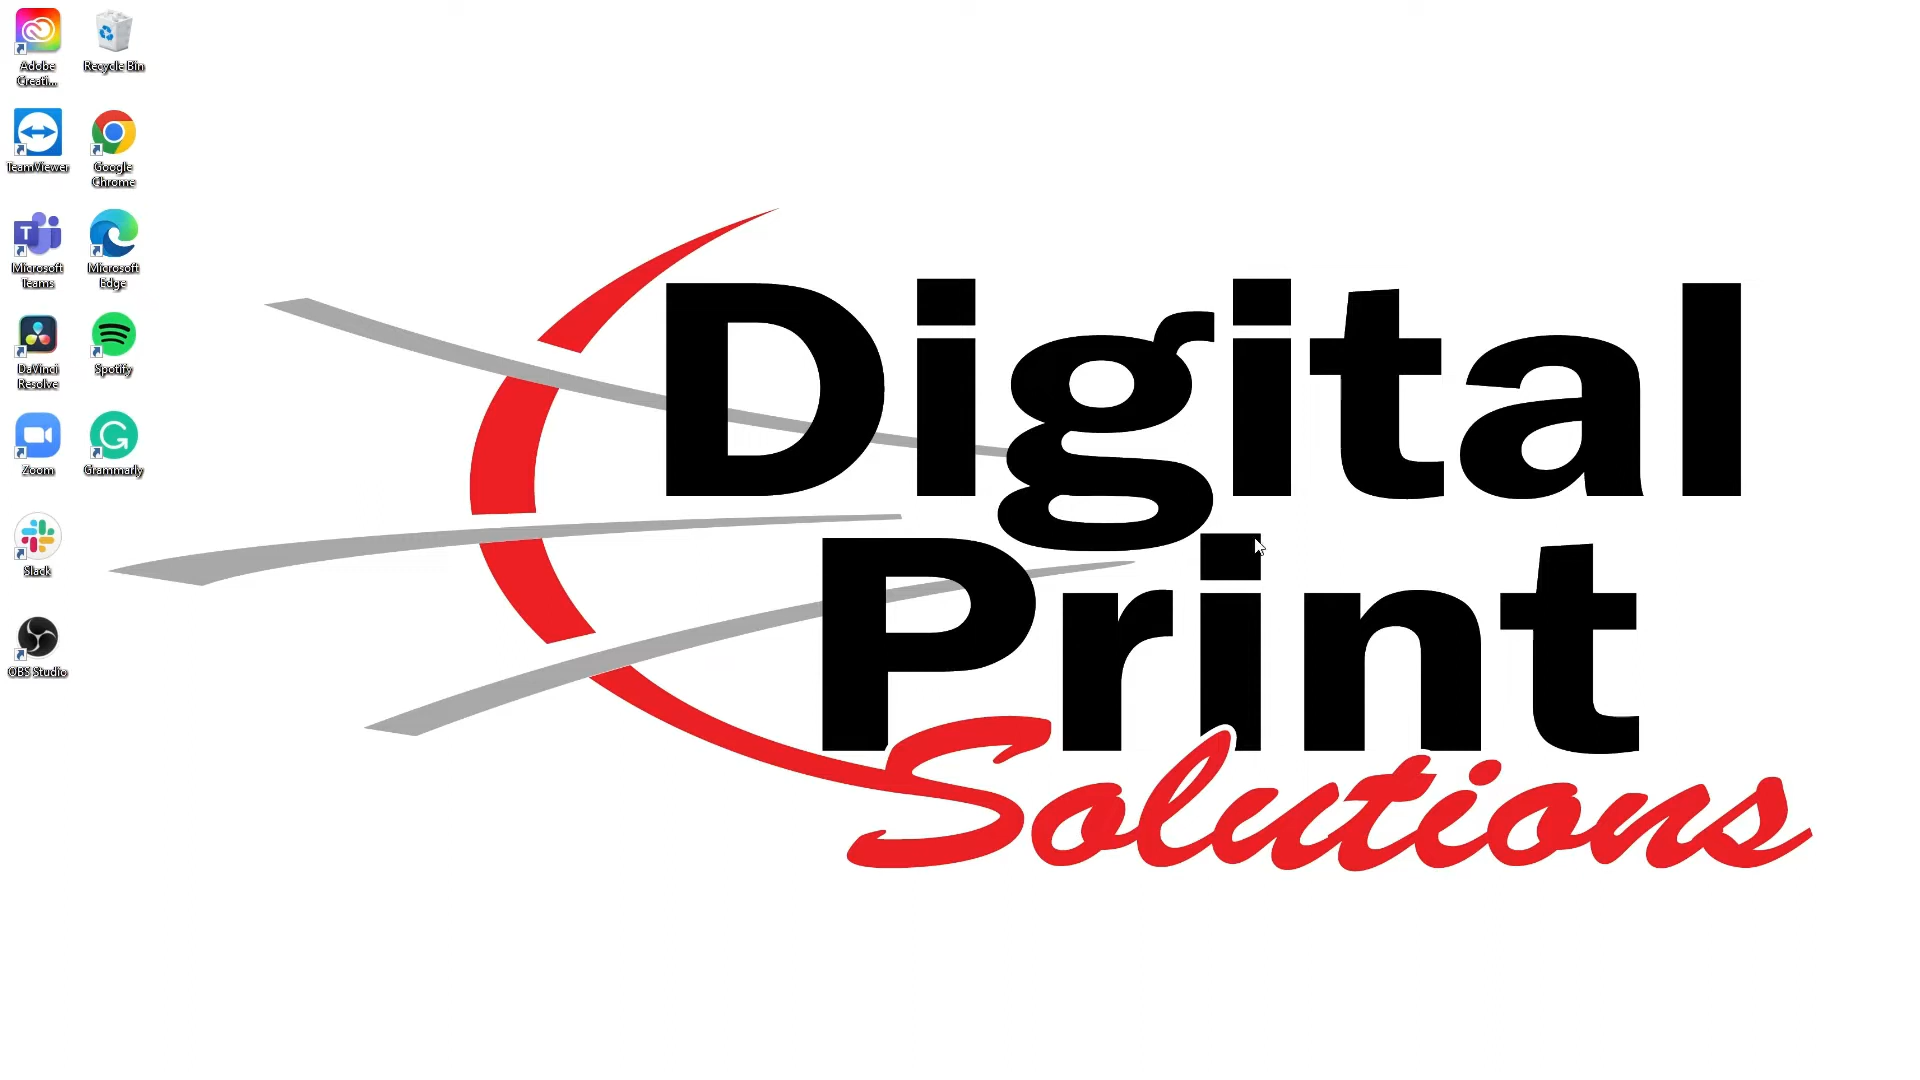 Adobe
Creati...
Recycle Bin
TeamViewer
Google
Chrome
Microsoft
Teams
Microsoft
Edge
DaVinci
Resolve
Spotify
Zoom
Grammarly
Slack
OBS Studio
Digital
Print
Solutions